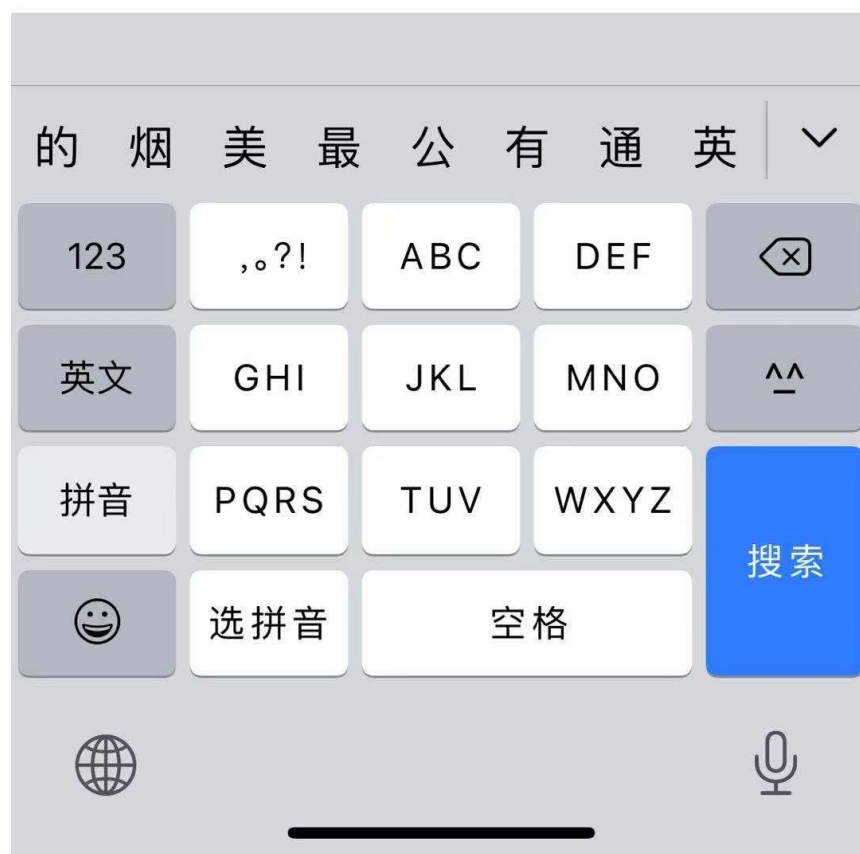 的 烟 美 最 公 有 通 英
123 ,。?! ABC DEF
英文 GHI JKL MNO ^^
拼音 PQRS TUV WXYZ
搜索
选拼音 空格